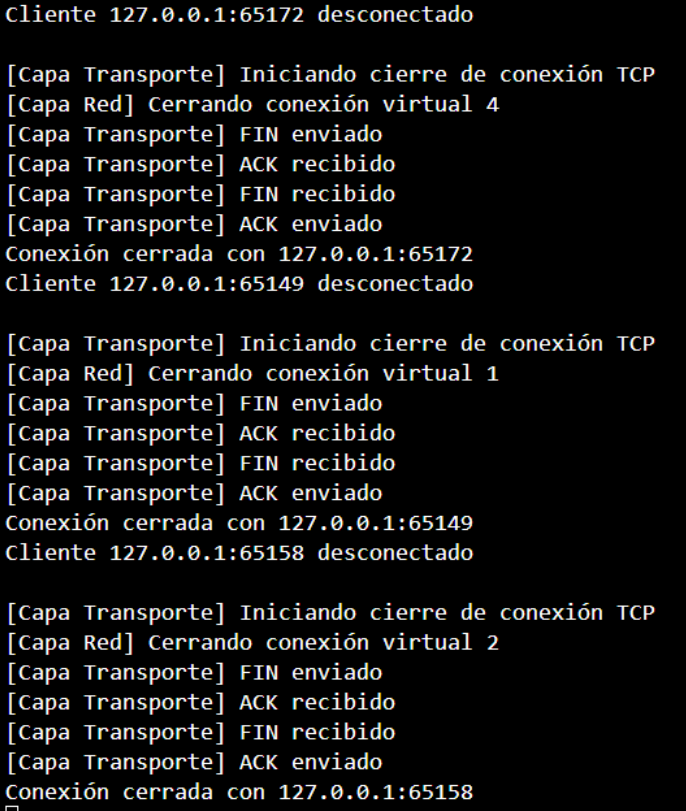 Cliente 127.0.0.1:65172 desconectado
[Capa Transporte] Iniciando cierre de conexión TCP
[Capa Red] Cerrando conexión virtual 4
[Capa Transporte] FIN enviado
[Capa Transporte] ACK recibido
[Capa Transporte] FIN recibido
[Capa Transporte] ACK enviado
Conexión cerrada con 127.0.0.1:65172
Cliente 127.0.0.1:65149 desconectado
[Capa Transporte] Iniciando cierre de conexión TCP
[Capa Red] Cerrando conexión virtual 1
[Capa Transporte] FIN enviado
[Capa Transporte] ACK recibido
[Capa Transporte] FIN recibido
[Capa Transporte] ACK enviado
Conexión cerrada con 127.0.0.1:65149
Cliente 127.0.0.1:65158 desconectado
[Capa Transporte] Iniciando cierre de conexión TCP
[Capa Red] Cerrando conexión virtual 2
[Capa Transporte] FIN enviado
[Capa Transporte] ACK recibido
[Capa Transporte] FIN recibido
[Capa Transporte] ACK enviado
Conexión cerrada con 127.0.0.1:65158